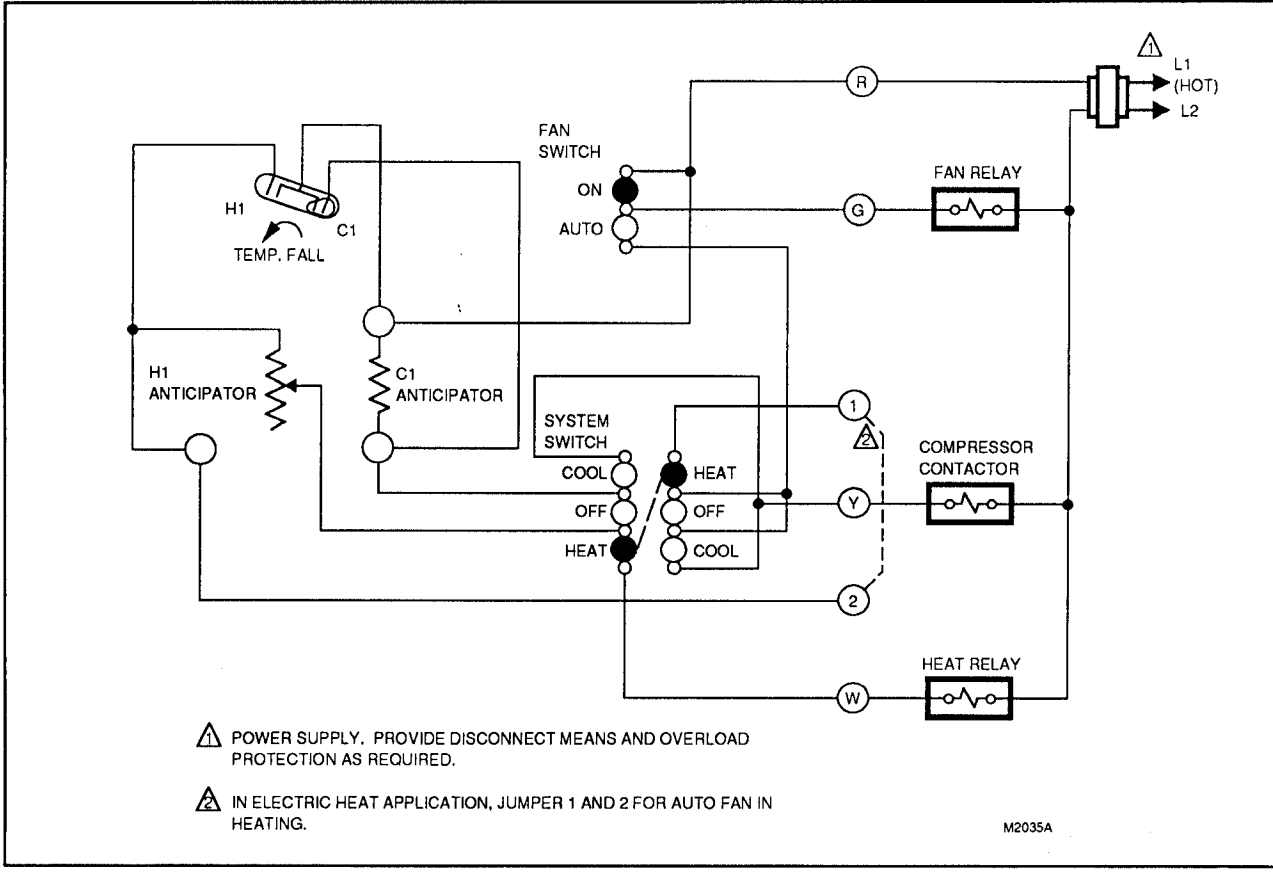 1
L1
(HOT)
L2
R
FAN
SWITCH
ON
AUTO
FAN RELAY
G
H1
C1
TEMP. FALL
H1
ANTICIPATOR
C1
ANTICIPATOR
SYSTEM
SWITCH
COOL
OFF
HEAT
HEAT
OFF
COOL
1
2
Y
2
COMPRESSOR
CONTACTOR
HEAT RELAY
W
1 POWER SUPPLY. PROVIDE DISCONNECT MEANS AND OVERLOAD
PROTECTION AS REQUIRED.
2 IN ELECTRIC HEAT APPLICATION, JUMPER 1 AND 2 FOR AUTO FAN IN
HEATING.
M2035A